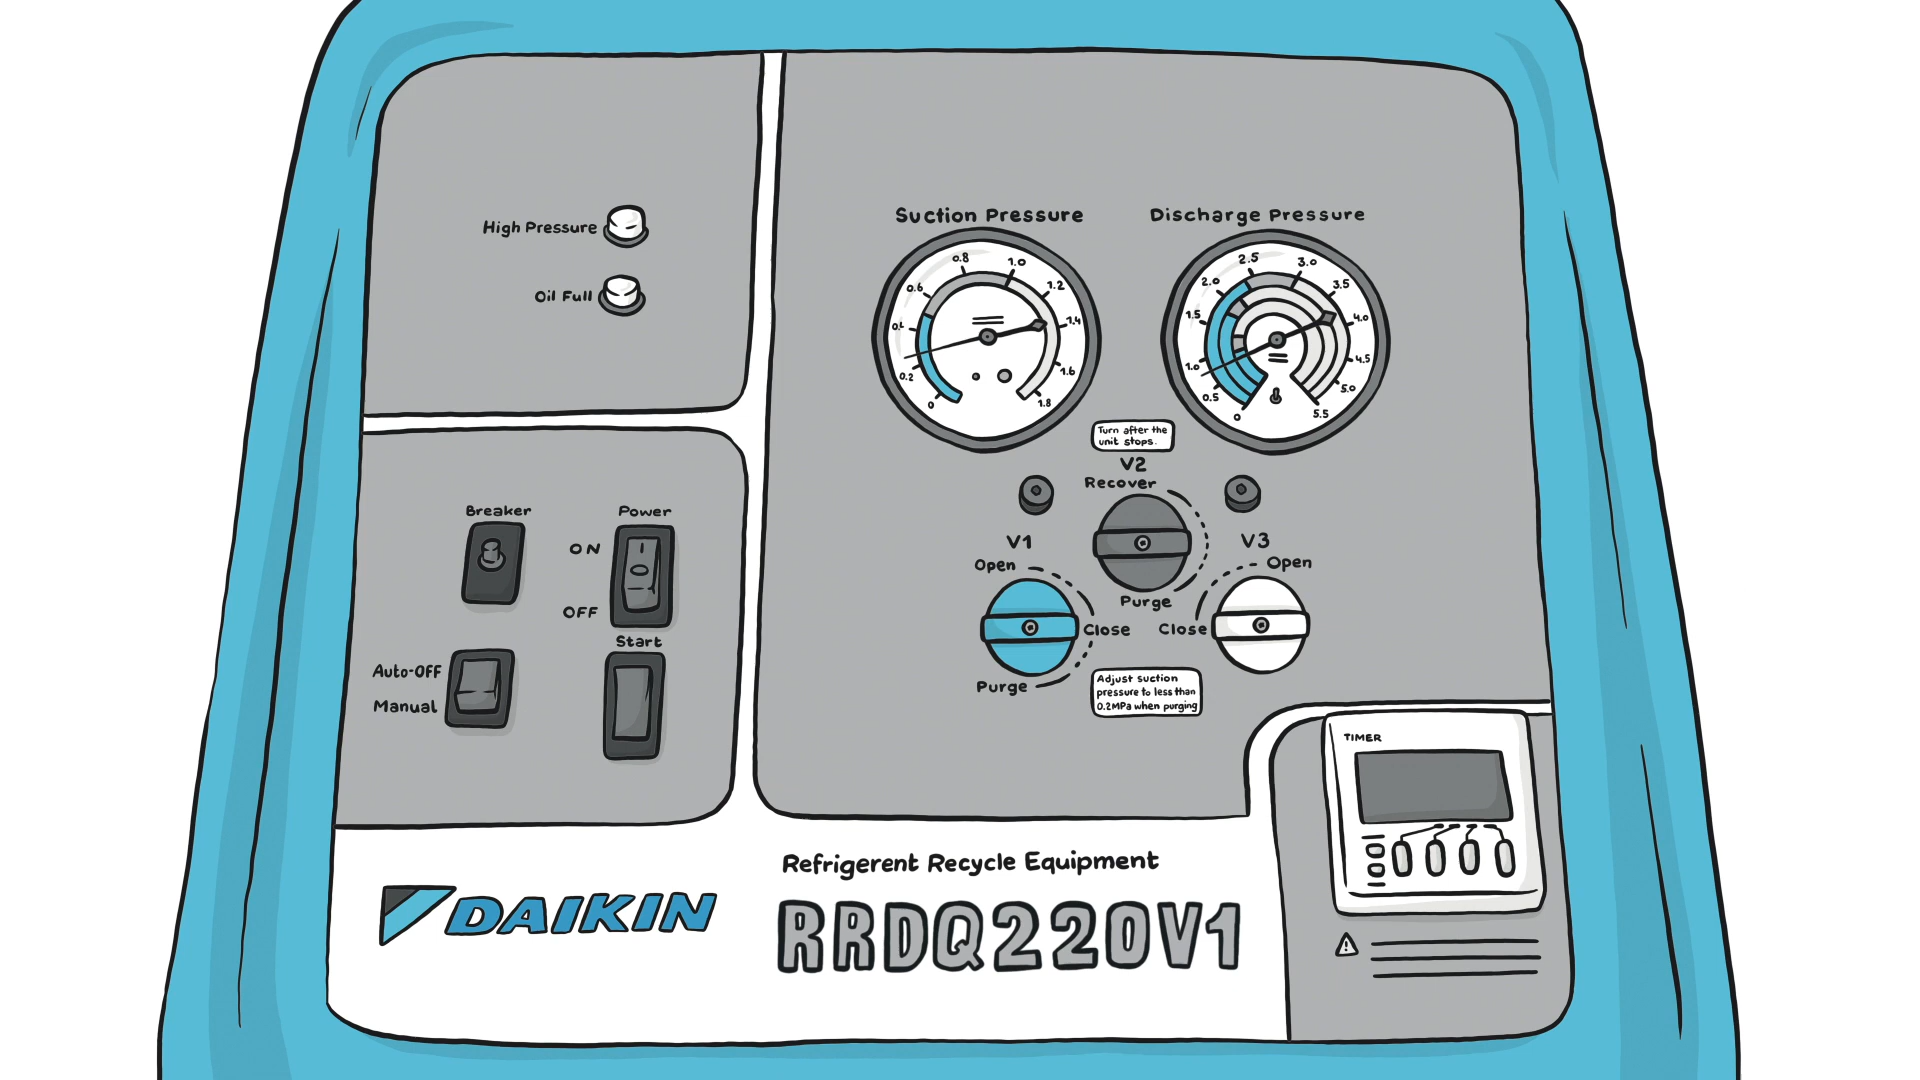 High Pressure
Oil Full
Suction Pressure
0
0.2
0.6
0.8
1.0
1.2
1.4
1.6
1.8
Discharge Pressure
0
0.5
1.0
1.5
2.0
2.5
3.0
3.5
4.0
4.5
5.0
5.5
Turn after the
unit stops.
V2
Recover
Purge
V1
Open
Close
Purge
V3
Open
Close
Adjust suction
pressure to less than
0.2MPa when purging
Breaker
Power
ON
OFF
Start
Auto-OFF
Manual
TIMER
DAIKIN
Refrigerent Recycle Equipment
RRDQ220V1